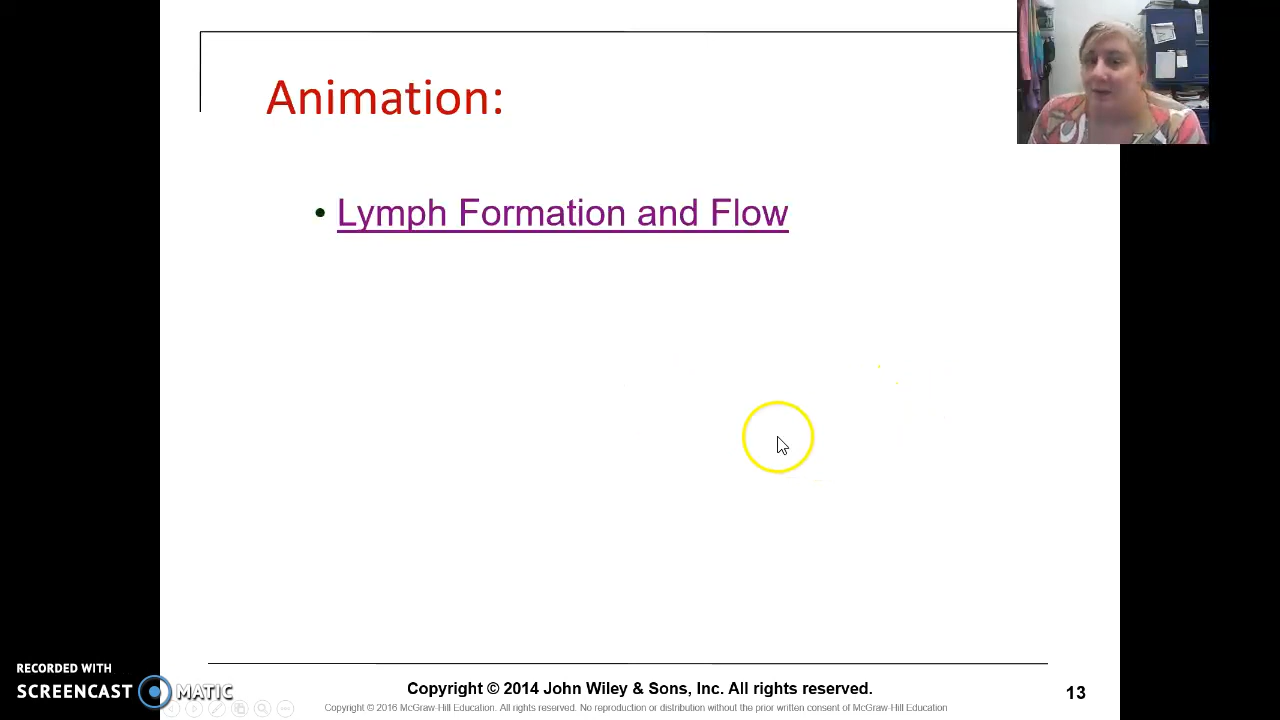 Animation:
• Lymph Formation and Flow
RECORDED WITH
SCREENCAST MATIC
Copyright © 2014 John Wiley & Sons, Inc. All rights reserved.
13
Copyright © 2016 McGraw-Hill Education. All rights reserved. No reproduction or distribution without the prior written consent of McGraw-Hill Education